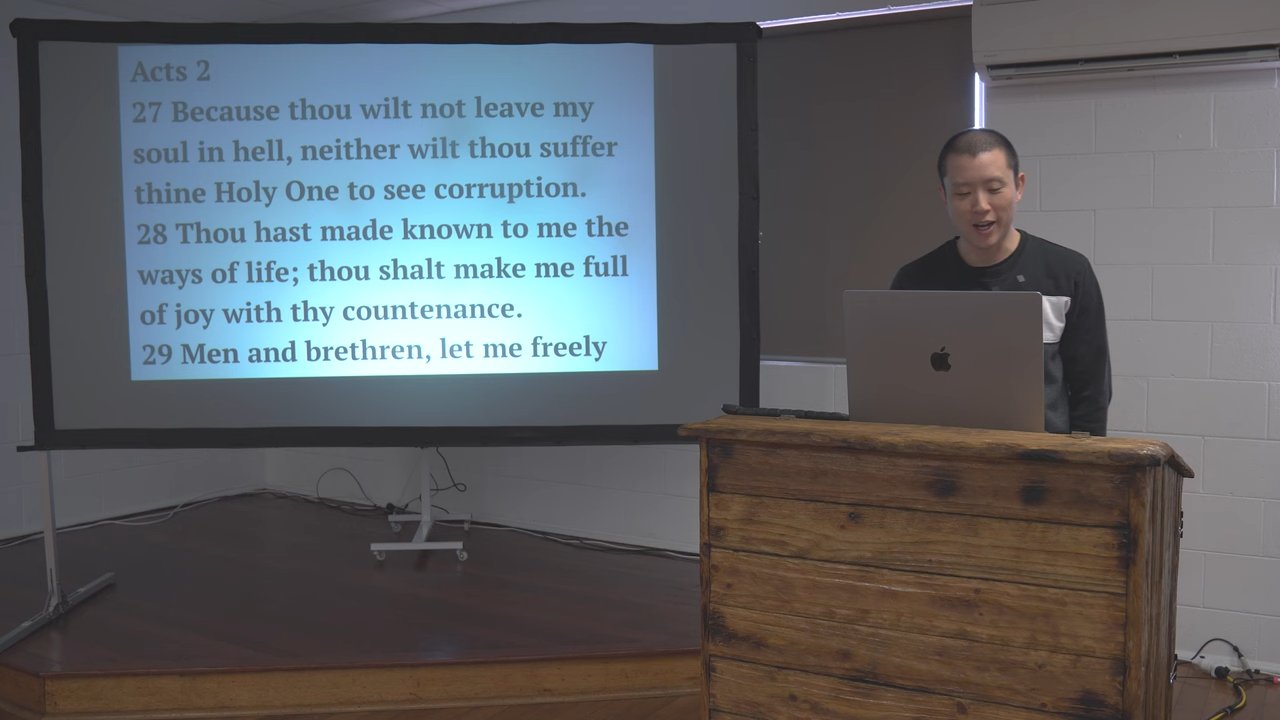 Acts 2
27 Because thou wilt not leave my
soul in hell, neither wilt thou suffer
thine Holy One to see corruption.
28 Thou hast made known to me the
ways of life; thou shalt make me full
of joy with thy countenance.
29 Men and brethren, let me freely